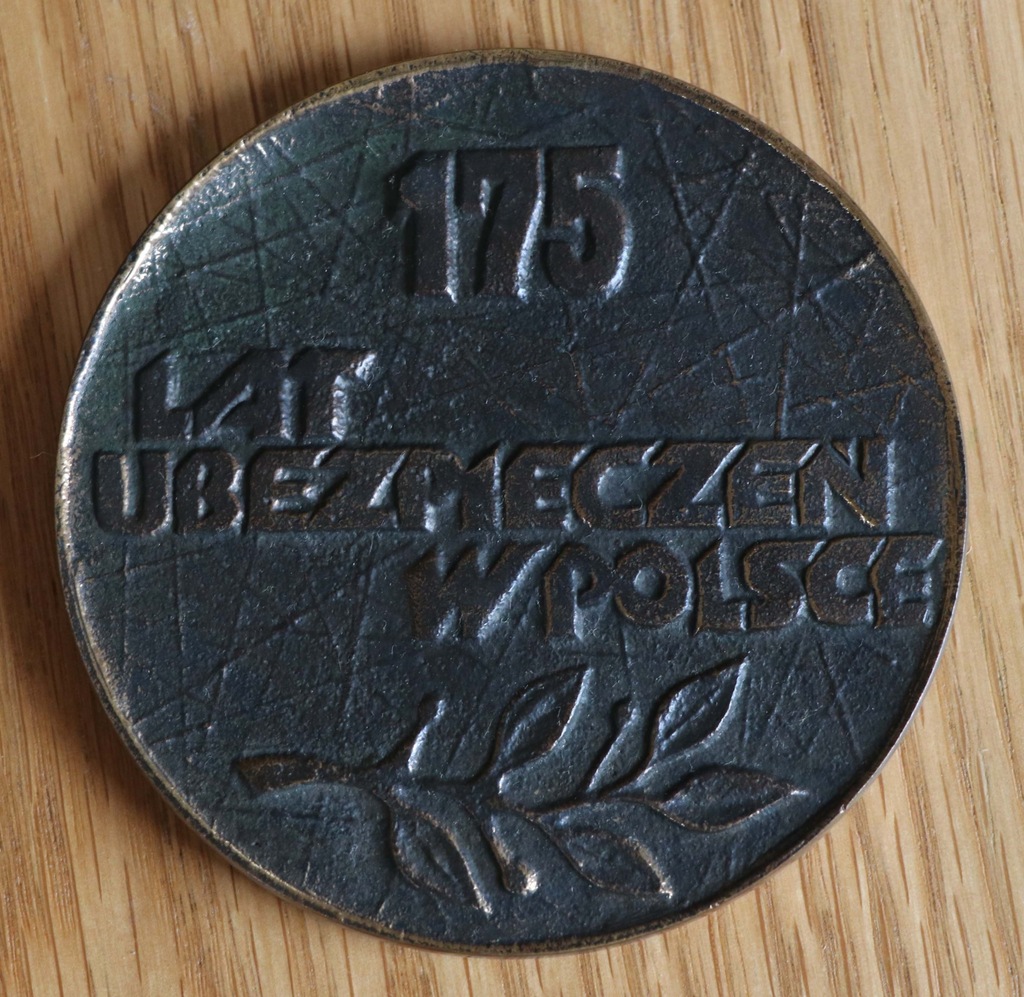 175
LAT
UBEZPIECZEŃ
W POLSCE